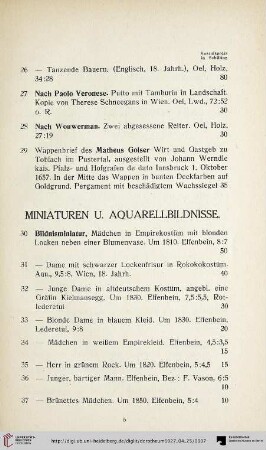 Ausrufspreis
in Schilling
26 — Tanzende Bauern. (Englisch, 18. Jahrh.), Oel, Holz,
34:28 80
27 Nach Paolo Veronese. Putto mit Tamburin in Landschaft.
Kopie von Therese Schneegans in Wien. Oel, Lwd., 72:52
o. R. 30
28 Nach Wouwerman. Zwei abgesessene Reiter. Oel, Holz,
27:19 30
29 Wappenbrief des Matheus Golser Wirt und Gastgeb zu
Toblach im Pustertal, ausgestellt von Johann Werndle
kais. Pfalz- und Hofgrafen de dato Innsbruck 1. Oktober
1637. In der Mitte das Wappen in bunten Deckfarben auf
Goldgrund. Pergament mit beschädigtem Wachssiegel 35
MINIATUREN U. AQUARELLBILDNISSE.
30 Bildnisminiatur, Mädchen in Empirekostüm mit blonden
Locken neben einer Blumenvase. Um 1810. Elfenbein, 8:7
50
31 — Dame mit schwarzer Lockenfrisur in Rokokokostüm.
Aqu., 9,5:8. Wien, 18. Jahrh. 40
32 — Junge Dame in altdeutschem Kostüm, angebl. eine
Gräfin Kielmansegg. Um 1830. Elfenbein, 7,5:5,5, Rot-
lederetui 30
33 — Blonde Dame in blauem Kleid. Um 1830. Elfenbein,
Lederetui, 9:8 20
34 — Mädchen in weißem Empirekleid. Elfenbein, 4,5:3,5
15
35 — Herr in grünem Rock. Um 1820. Elfenbein, 5:4,5 15
36 — Junger, bartiger Mann. Elfenbein, Bez.: F. Vason, 6:5
10
37 — Brünettes Mädchen. Um 1850. Elfenbein, 5:4 10
UNIVERSITÄTS-
BIBLIOTHEK
HEIDELBERG